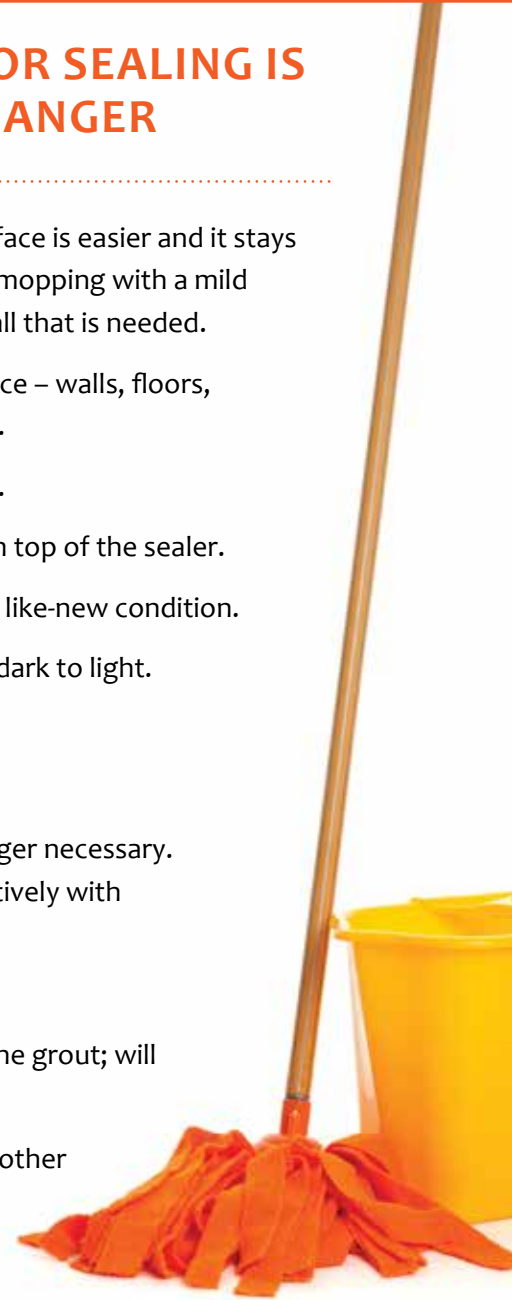 OR SEALING IS
ANGER
face is easier and it stays
mopping with a mild
all that is needed.
ce – walls, floors,
.
.
n top of the sealer.
like-new condition.
dark to light.
ger necessary.
tively with
he grout; will
other